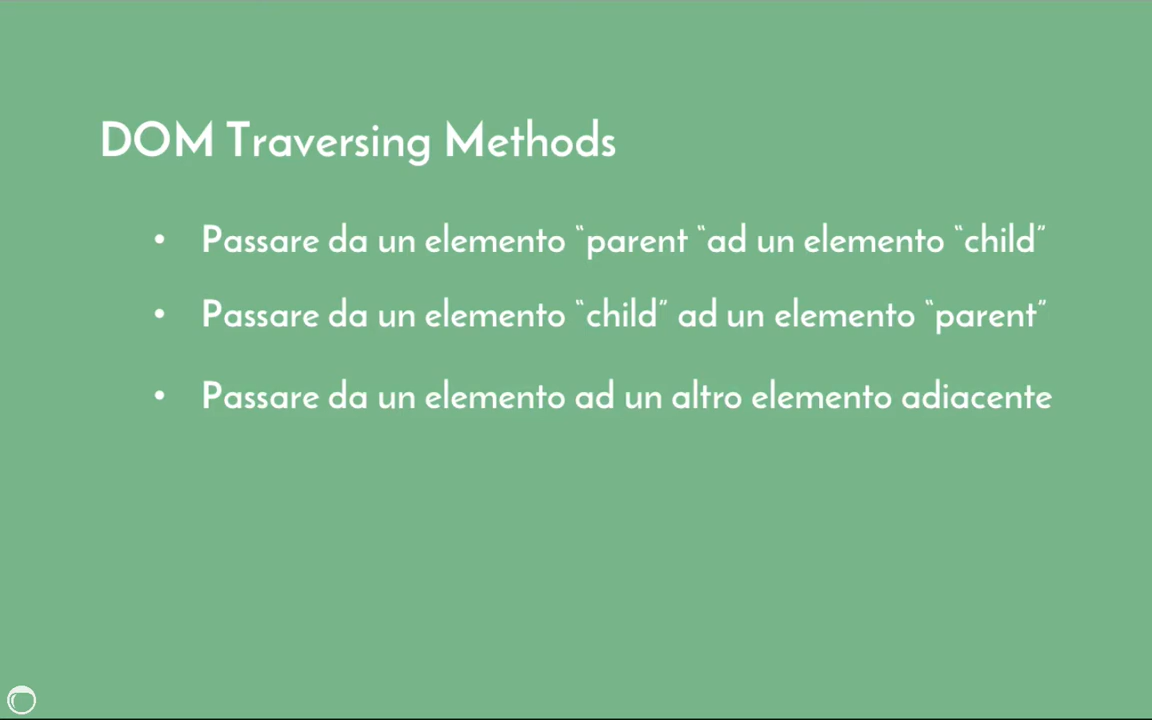 DOM Traversing Methods
• Passare da un elemento “parent “ad un elemento “child”
• Passare da un elemento “child” ad un elemento “parent”
• Passare da un elemento ad un altro elemento adiacente